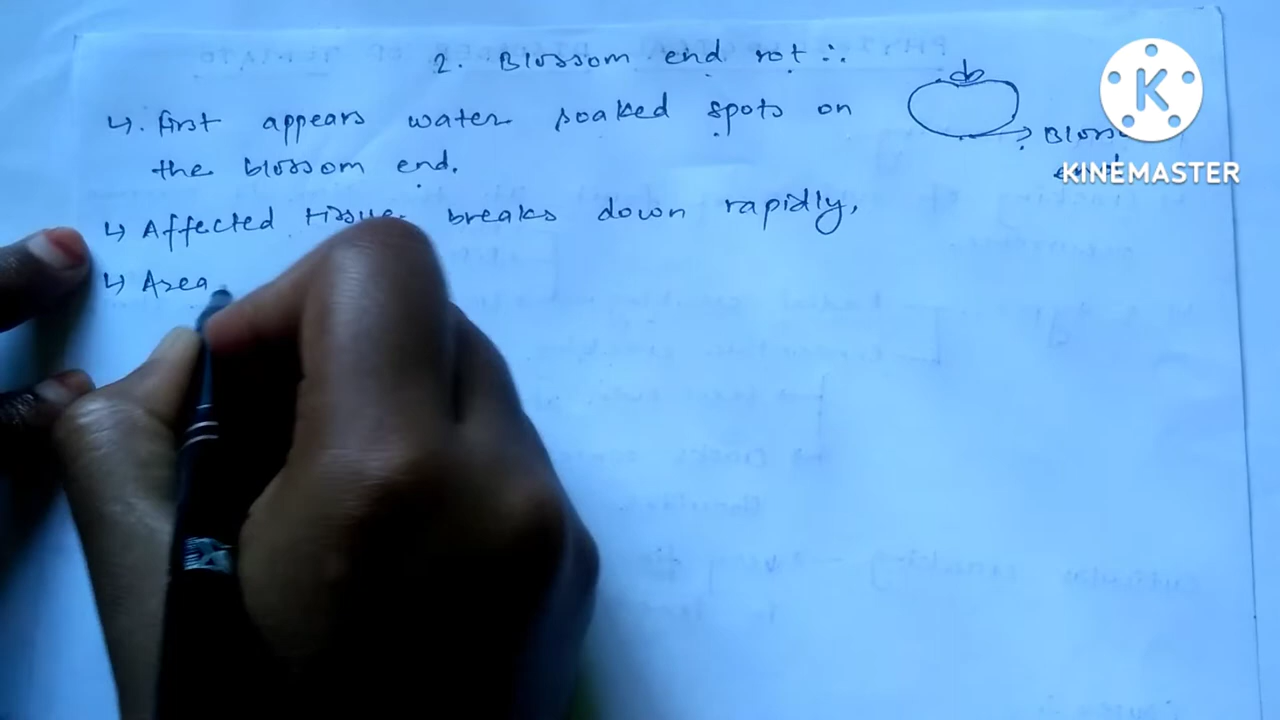 2. Blossom end rot :.
↳. First appears water soaked spots on
the blossom end.
↳ Affected tissue breaks down rapidly,
↳ Area
K
KINEMASTER